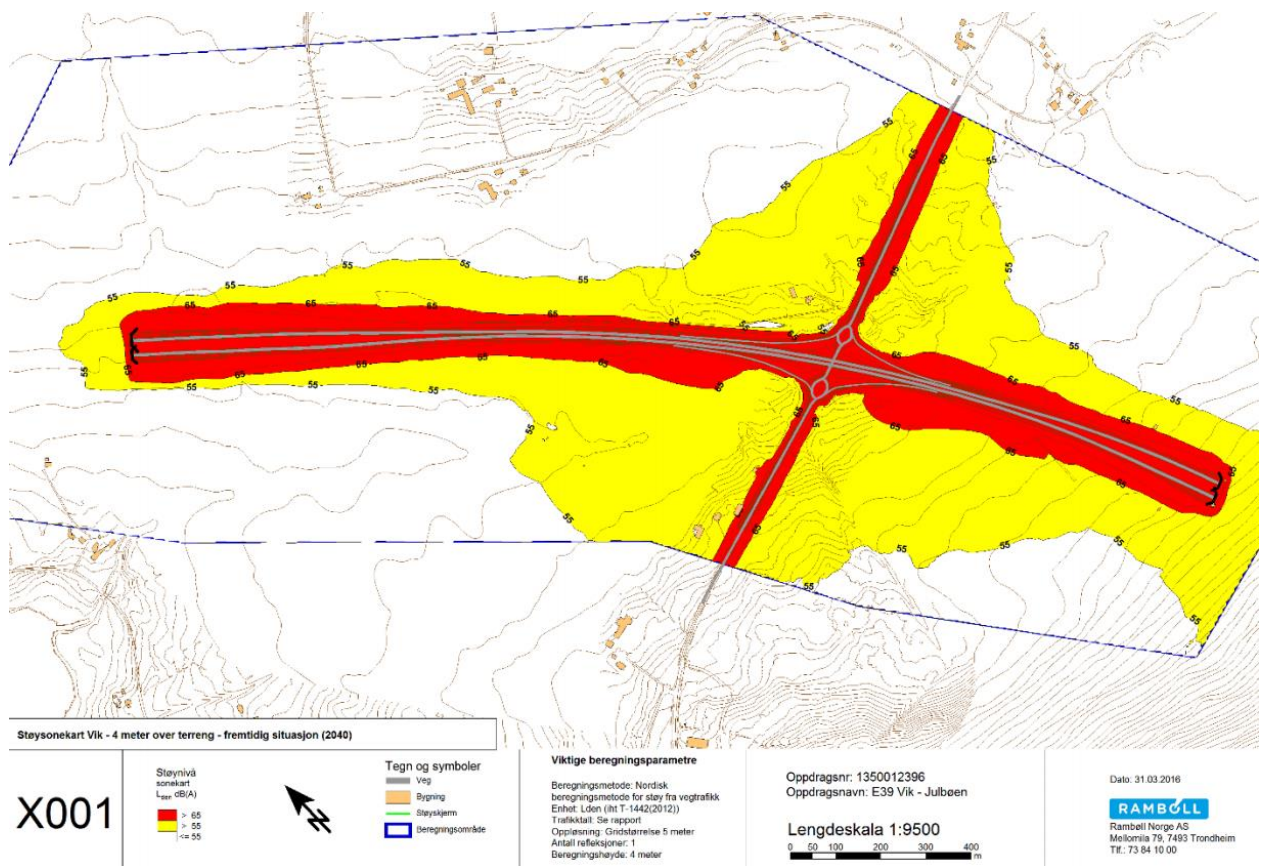 Støysonekart Vik - 4 meter over terreng - fremtidig situasjon (2040)
X001
Støynivå
sonekart
Lden dB(A)
> 65
> 55
<= 55
N
Tegn og symboler
Veg
Bygning
Støyskjerm
Beregningsområde
Viktige beregningsparametre
Beregningsmetode: Nordisk
beregningsmetode for støy fra vegtrafikk
Enhet: Lden (iht T-1442(2012))
Trafikktall: Se rapport
Oppløsning: Gridstørrelse 5 meter
Antall refleksjoner: 1
Beregningshøyde: 4 meter
Oppdragsnr: 1350012396
Oppdragsnavn: E39 Vik - Julbøen
Lengdeskala 1:9500
0 50 100 200 300 400
m
Dato: 31.03.2016
RAMBOLL
Rambøll Norge AS
Mellomila 79, 7493 Trondheim
Tlf.: 73 84 10 00